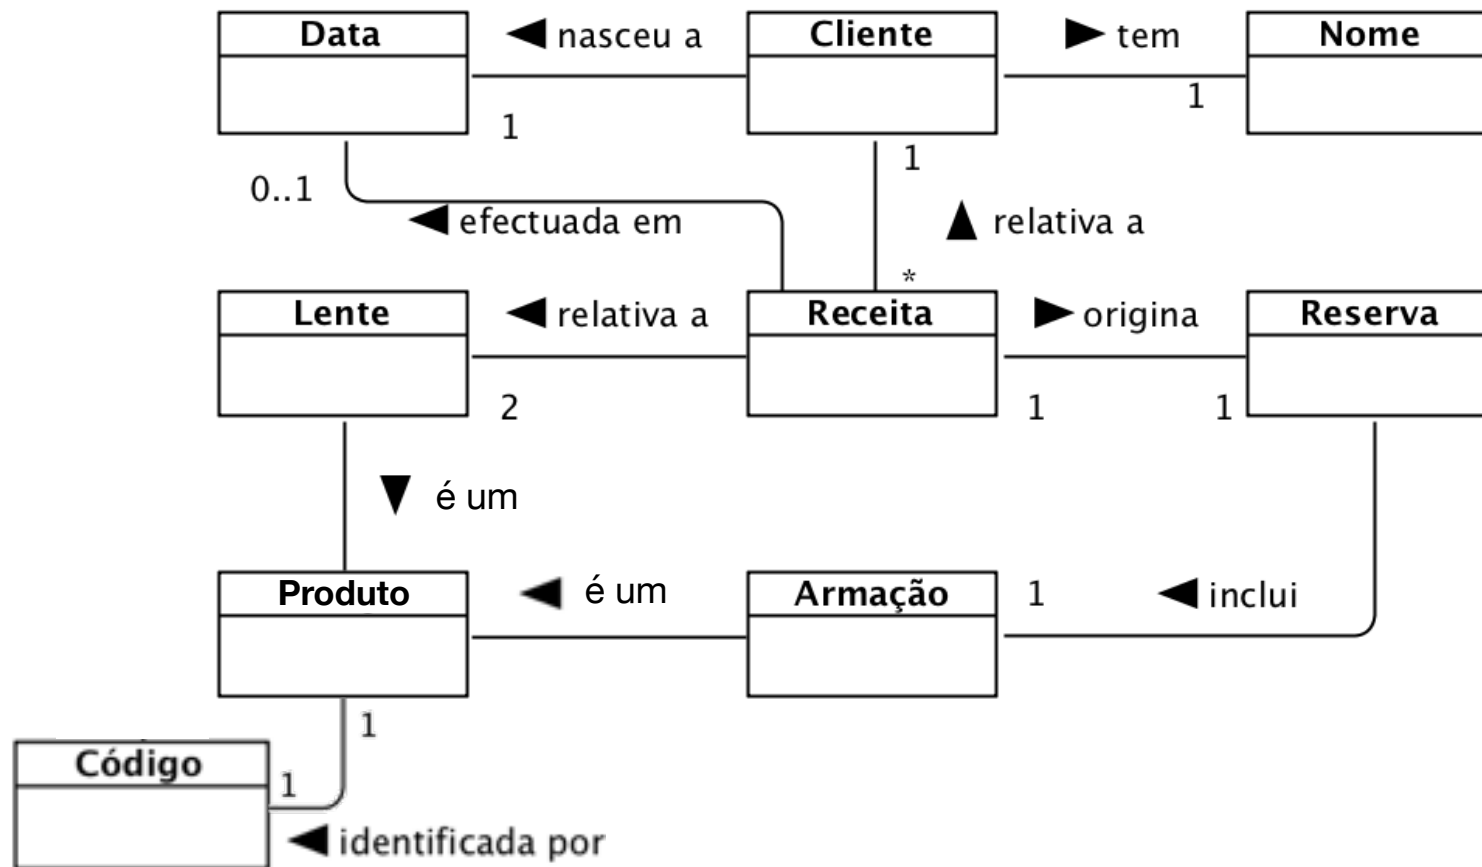 Data
nasceu a
Cliente
tem
Nome
1
1
1
0..1
efectuada em
relativa a
*
Lente
relativa a
Receita
origina
Reserva
2
1
1
é um
Produto
é um
Armação
1
inclui
1
Código
1
identificada por